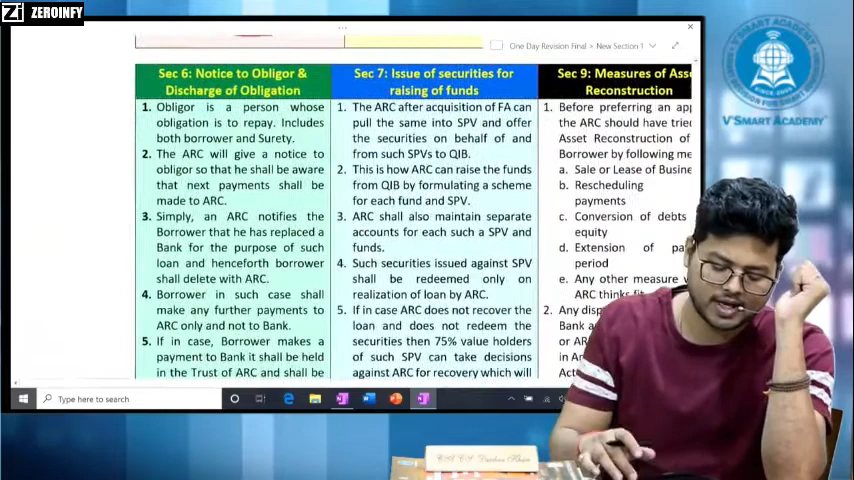 ZEROINFY
One Day Revision Final » New Section 1
Sec 6: Notice to Obligor &
Discharge of Obligation
1. Obligor is a person whose
obligation is to repay. Includes
both borrower and Surety.
2. The ARC will give a notice to
obligor so that he shall be aware
that next payments shall be
made to ARC.
3. Simply, an ARC notifies the
Borrower that he has replaced a
Bank for the purpose of such
loan and henceforth borrower
shall delete with ARC.
4. Borrower in such case shall
make any further payments to
ARC only and not to Bank.
5. If in case, Borrower makes a
payment to Bank it shall be held
in the Trust of ARC and shall be
Sec 7: Issue of securities for
raising of funds
1. The ARC after acquisition of FA can
pull the same into SPV and offer
the securities on behalf of and
from such SPVs to QIB.
2. This is how ARC can raise the funds
from QIB by formulating a scheme
for each fund and SPV.
3. ARC shall also maintain separate
accounts for each such a SPV and
funds.
4. Such securities issued against SPV
shall be redeemed only on
realization of loan by ARC.
5. If in case ARC does not recover the
loan and does not redeem the
securities then 75% value holders
of such SPV can take decisions
against ARC for recovery which will
Sec 9: Measures of Ass
Reconstruction
1. Before preferring an ap
the ARC should have tried
Asset Reconstruction of
Borrower by following me
a. Sale or Lease of Busine
b. Rescheduling
payments
c. Conversion of debts
equity
d. Extension of pa
period
e. Any other measure
ARC thinks fit
2. Any disp
Bank a
or AR
in A
Act
V'SMART ACADEMY
V'SMART ACADEMY
Type here to search